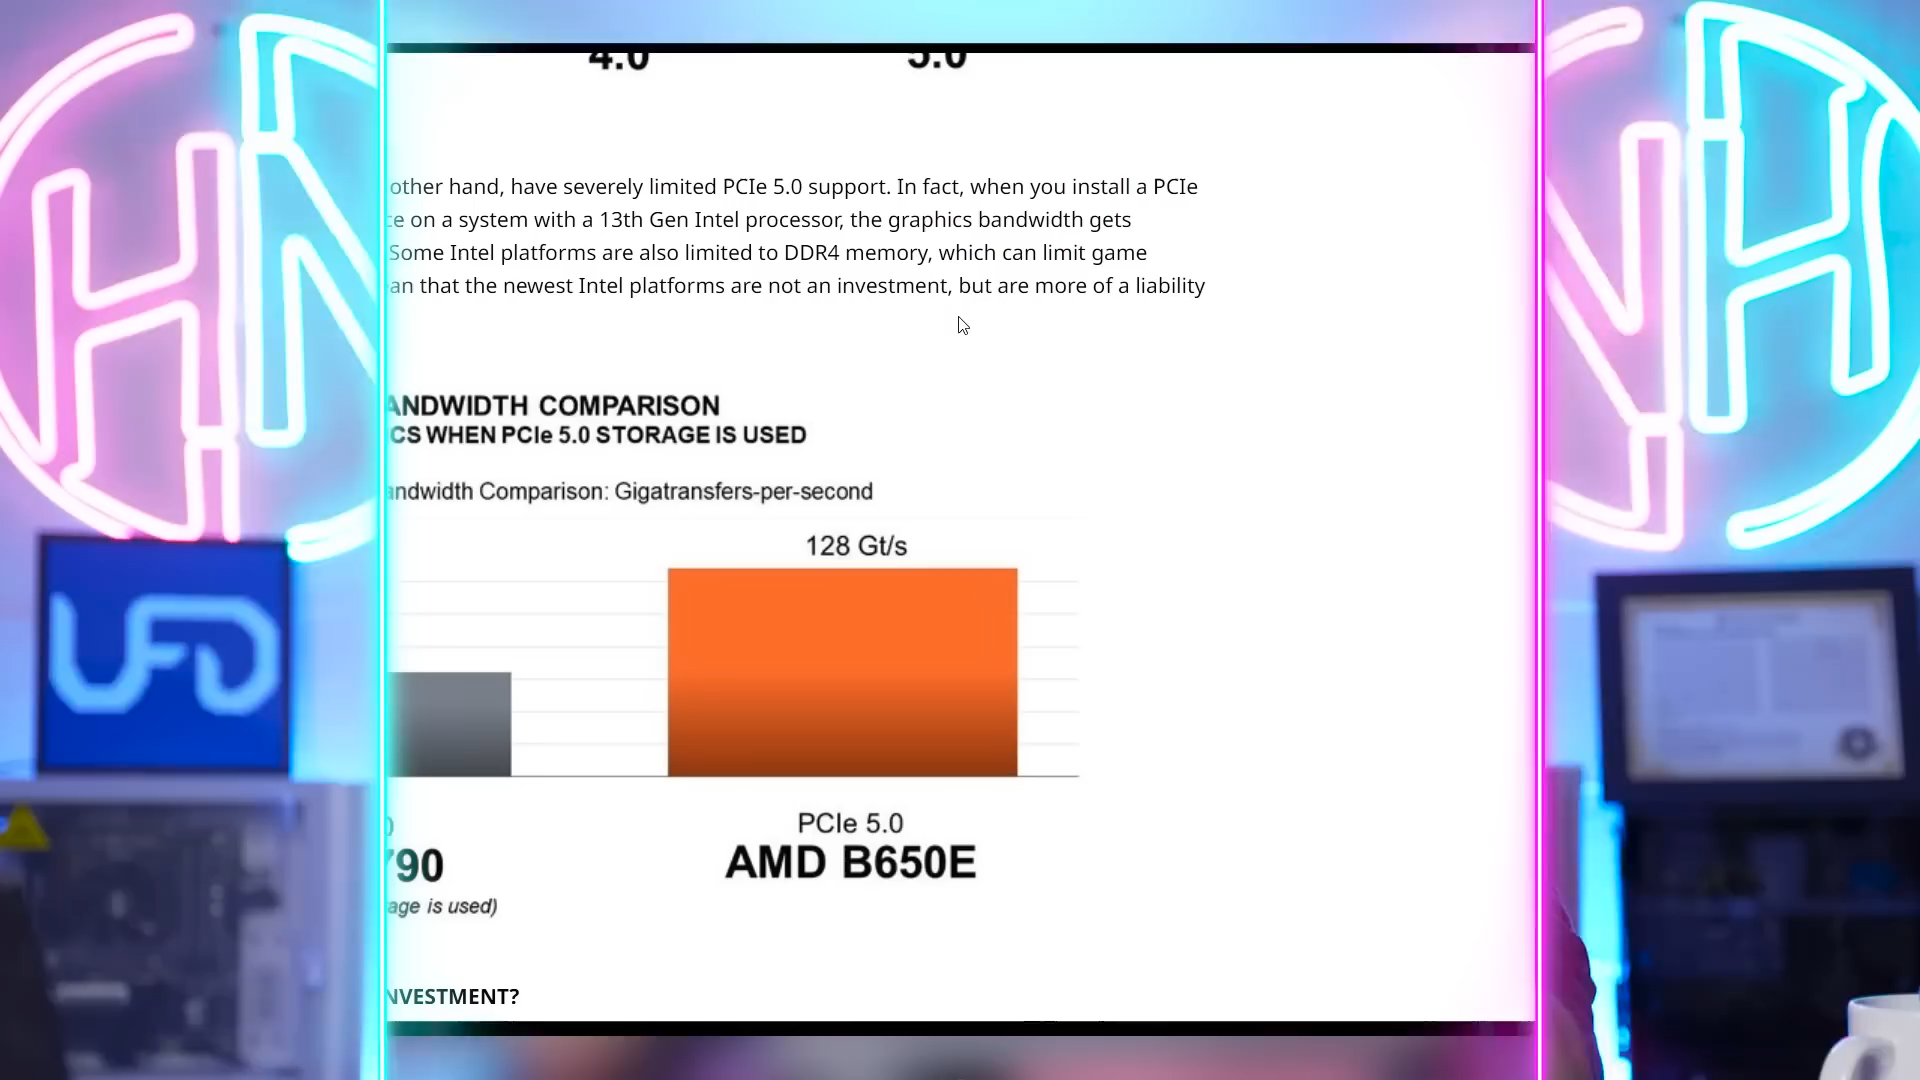 4.0 5.0
other hand, have severely limited PCIe 5.0 support. In fact, when you install a PCIe
on a system with a 13th Gen Intel processor, the graphics bandwidth gets
Some Intel platforms are also limited to DDR4 memory, which can limit game
that the newest Intel platforms are not an investment, but are more of a liability
ANDWIDTH COMPARISON
CS WHEN PCIe 5.0 STORAGE IS USED
andwidth Comparison: Gigatransfers-per-second
128 Gt/s
PCIe 5.0
790 AMD B650E
age is used)
NVESTMENT?
UFD